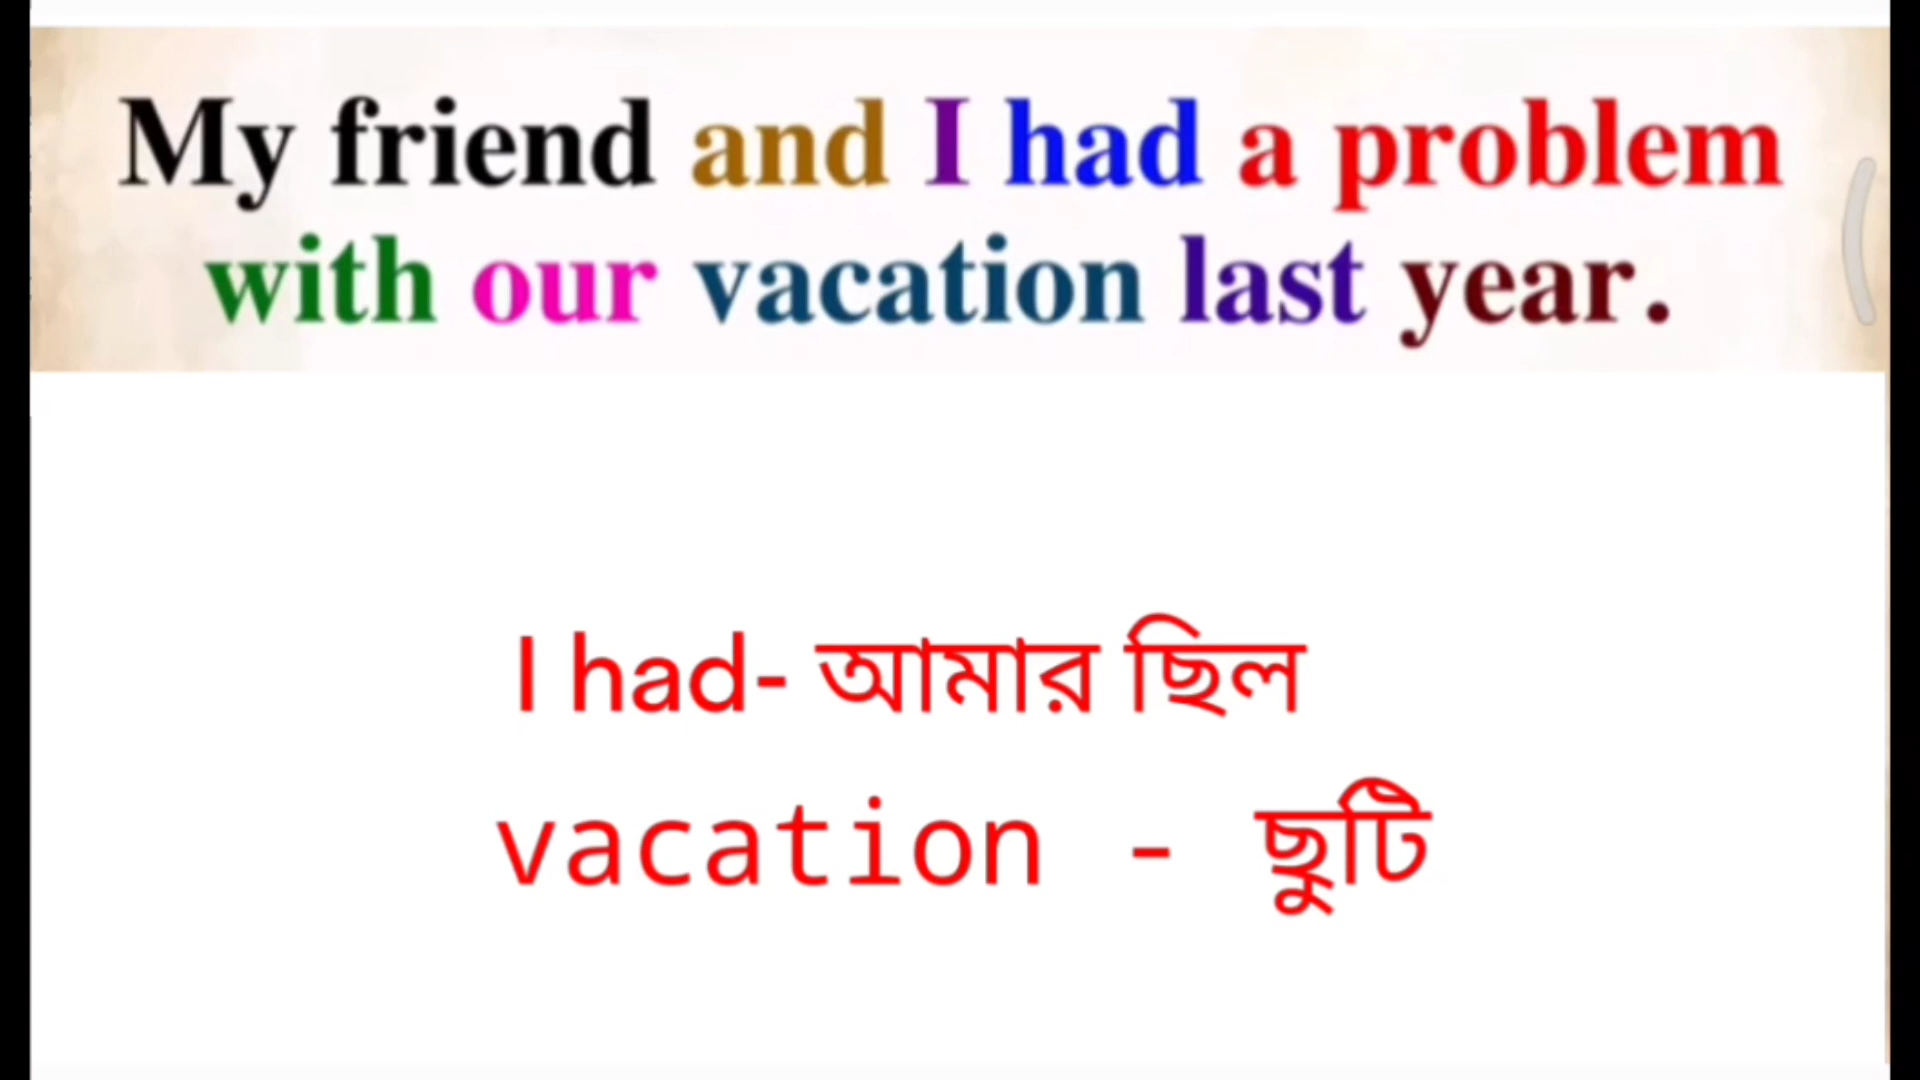 My friend and I had a problem
with our vacation last year.
I had- আমার ছিল
vacation - ছুটি